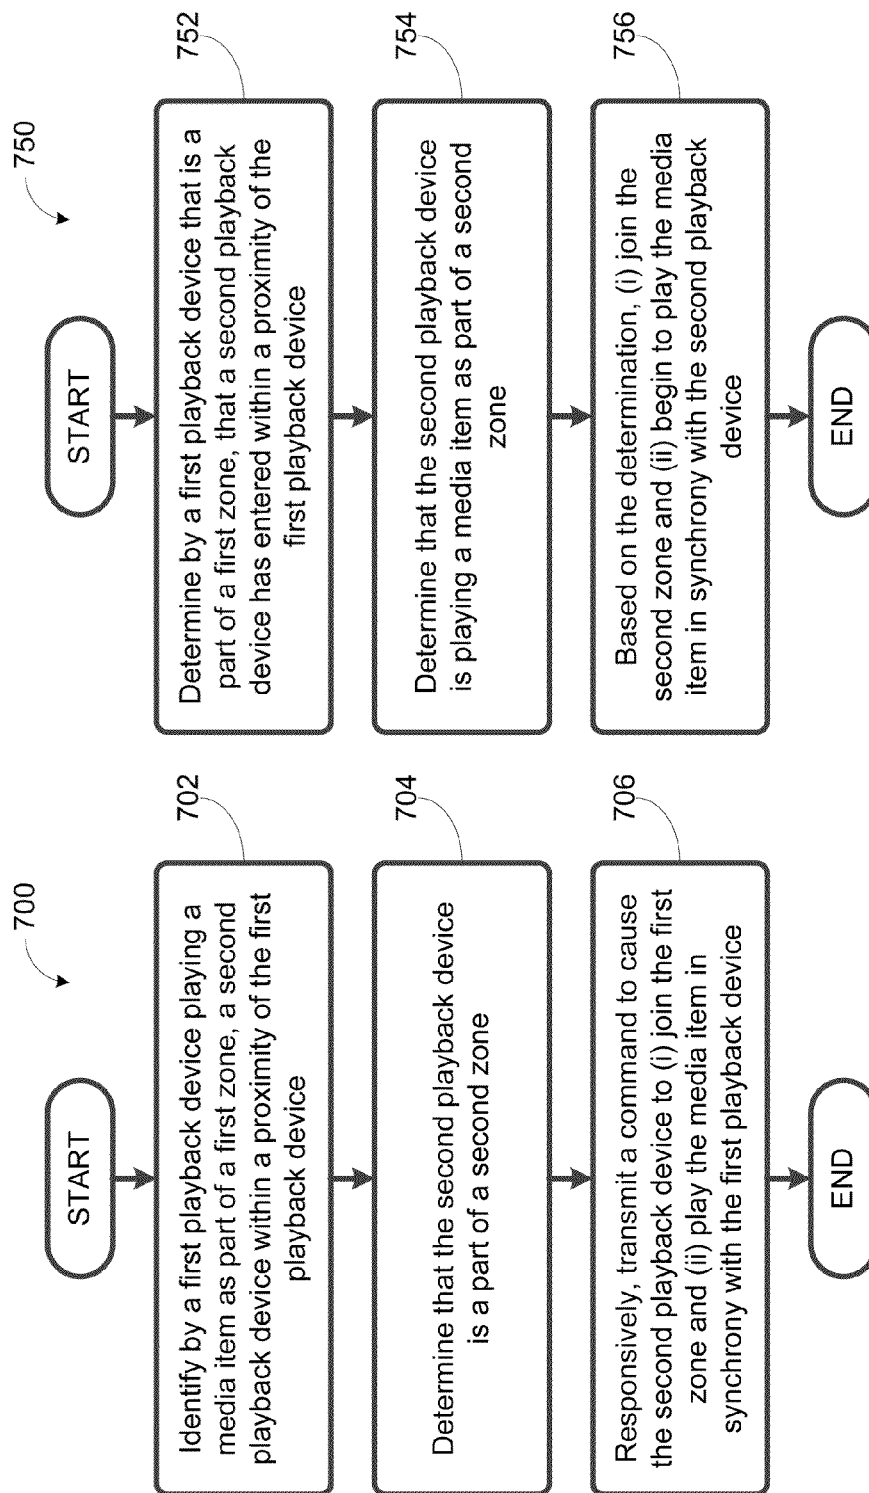 700
START
Identify by a first playback device playing a
media item as part of a first zone, a second
playback device within a proximity of the first
playback device
702
Determine that the second playback device
is a part of a second zone
704
Responsively, transmit a command to cause
the second playback device to (i) join the first
zone and (ii) play the media item in
synchrony with the first playback device
706
END
750
START
Determine by a first playback device that is a
part of a first zone, that a second playback
device has entered within a proximity of the
first playback device
752
Determine that the second playback device
is playing a media item as part of a second
zone
754
Based on the determination, (i) join the
second zone and (ii) begin to play the media
item in synchrony with the second playback
device
756
END